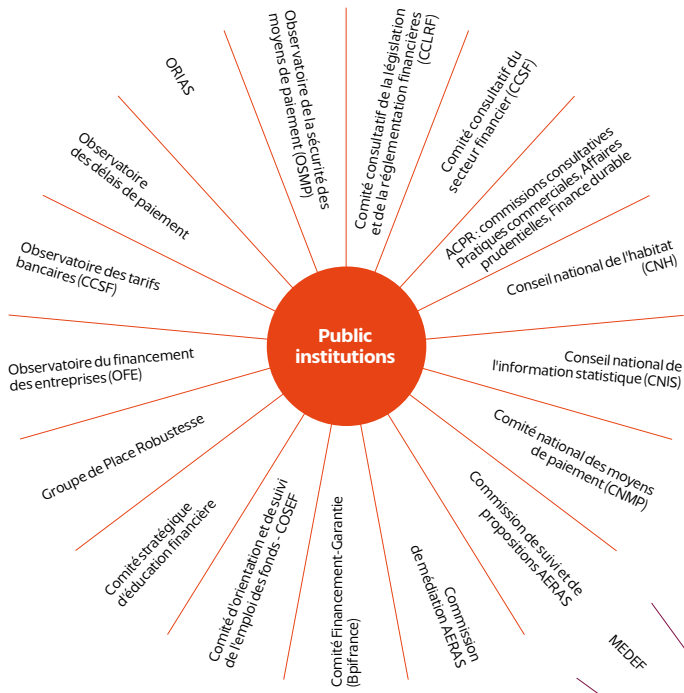 Public
institutions
Comité consultatif de la législation
et de la réglementation financières
(CCLRF)
Comité consultatif du
secteur financier (CCSF)
ACPR : commissions consultatives
Pratiques commerciales, Affaires
prudentielles, Finance durable
Conseil national de l'habitat
(CNH)
Conseil national de
l'information statistique (CNIS)
Comité national des moyens
de paiement (CNMP)
Commission de suivi et de
propositions AERAS
Commission
de médiation AERAS
Comité Financement-Garantie
(Bpifrance)
Comité d'orientation et de suivi
de l'emploi des fonds - COSEF
Comité stratégique
d'éducation financière
Groupe de Place Robustesse
Observatoire du financement
des entreprises (OFE)
Observatoire des tarifs
bancaires (CCSF)
Observatoire
des délais de paiement
ORIAS
Observatoire de la sécurité des
moyens de paiement (OSMP)
MEDEF